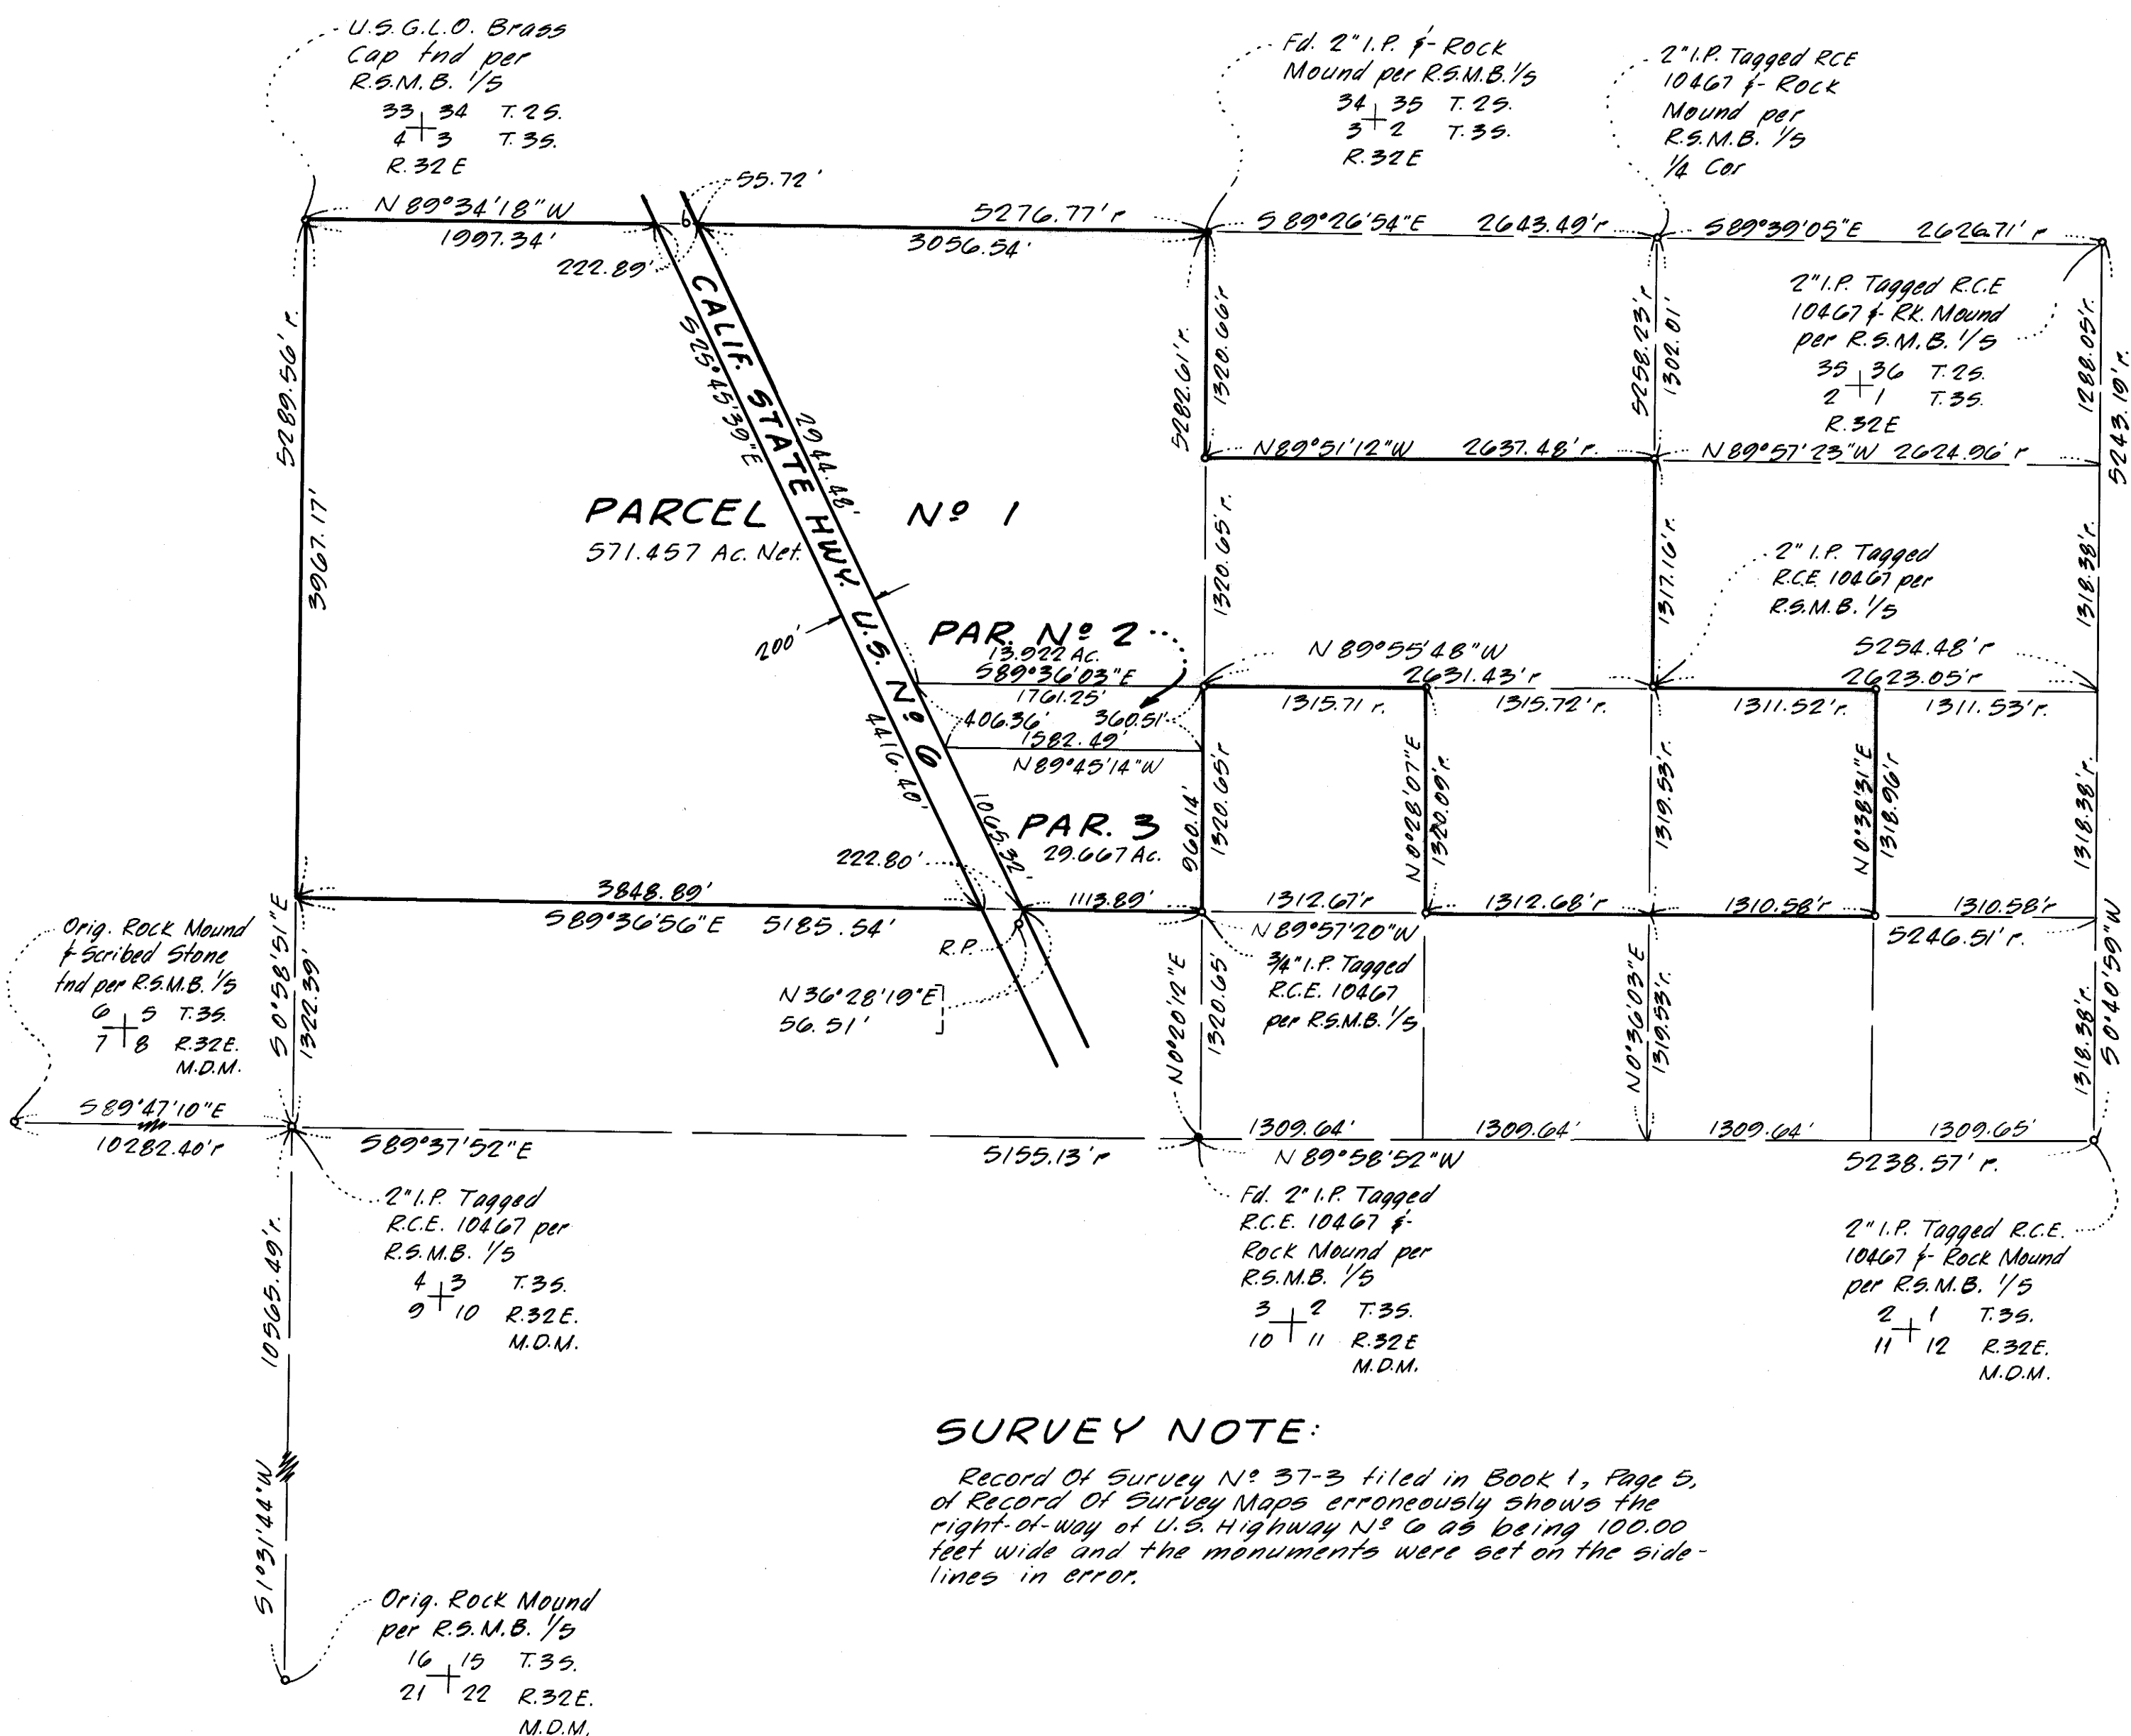 U.S.G.L.O. Brass
Cap fnd per
R.S.M.B. 1/5
33 34 T.2S.
4 3 T.3S.
R.32E
Fd. 2" I.P. & Rock
Mound per R.S.M.B. 1/5
34 35 T.2S.
3 2 T.3S.
R.32E
2" I.P. Tagged RCE
10467 & Rock
Mound per
R.S.M.B. 1/5
1/4 Cor
55.72'
N 89°34'18"W
5276.77' r
1997.34'
3056.54'
222.89'
S 89°26'54"E 2643.49' r
S 89°39'05"E 2626.71' r
2" I.P. Tagged R.C.E
10467 & RK. Mound
per R.S.M.B. 1/5
35 36 T.2S.
2 1 T.3S.
R.32E
5289.56' r.
3967.17'
CALIF. STATE HWY. U.S. Nº 6
S25°45'39"E
2944.48'
4416.40'
1065.32'
200'
5282.61' r.
1320.66' r
5258.23' r
1302.01'
1288.05' r.
5243.19' r.
N89°51'12"W 2637.48' r.
N89°57'23"W 2624.96' r
PARCEL Nº 1
571.457 Ac. Net.
1320.65' r.
1317.16' r.
1318.38' r.
2" I.P. Tagged
R.C.E. 10467 per
R.S.M.B. 1/5
PAR. Nº 2
13.922 Ac.
S89°36'03"E
1761.25'
406.36' 360.51'
1582.49'
N89°45'14"W
N 89°55'48"W
2631.43' r
5254.48' r
2623.05' r
1315.71 r.
1315.72' r.
1311.52' r.
1311.53' r.
PAR. 3
29.667 Ac.
960.14'
1320.65' r
N0°28'07"E
1320.09' r.
1319.53' r.
N0°38'31"E
1318.96' r
1318.38' r.
222.80'
3848.89'
S89°36'56"E 5185.54'
1113.89'
R.P.
N36°28'19"E
56.51'
1312.67' r
1312.68' r
1310.58' r
1310.58' r
N89°57'20"W
5246.51' r.
3/4" I.P. Tagged
R.C.E. 10467
per R.S.M.B. 1/5
Orig. Rock Mound
& Scribed Stone
fnd per R.S.M.B. 1/5
6 5 T.3S.
7 8 R.32E.
M.D.M.
S 0°58'51"E
1322.39'
N0°20'12"E
1320.65'
N0°36'03"E
1319.53' r.
1318.38' r.
S 0°40'59"W
S 89°47'10"E
10282.40' r
S89°37'52"E
5155.13' r
1309.64'
1309.64'
1309.64'
1309.65'
N 89°58'52"W
5238.57' r.
2" I.P. Tagged
R.C.E. 10467 per
R.S.M.B. 1/5
4 3 T.3S.
9 10 R.32E.
M.D.M.
Fd. 2" I.P. Tagged
R.C.E. 10467 &
Rock Mound per
R.S.M.B. 1/5
3 2 T.3S.
10 11 R.32E
M.D.M.
2" I.P. Tagged R.C.E.
10467 & Rock Mound
per R.S.M.B. 1/5
2 1 T.3S.
11 12 R.32E.
M.D.M.
10565.49' r.
S1°31'44"W
SURVEY NOTE:
Record Of Survey Nº 37-3 filed in Book 1, Page 5,
of Record Of Survey Maps erroneously shows the
right-of-way of U.S. Highway Nº 6 as being 100.00
feet wide and the monuments were set on the side-
lines in error.
Orig. Rock Mound
per R.S.M.B. 1/5
16 15 T.3S.
21 22 R.32E.
M.D.M.